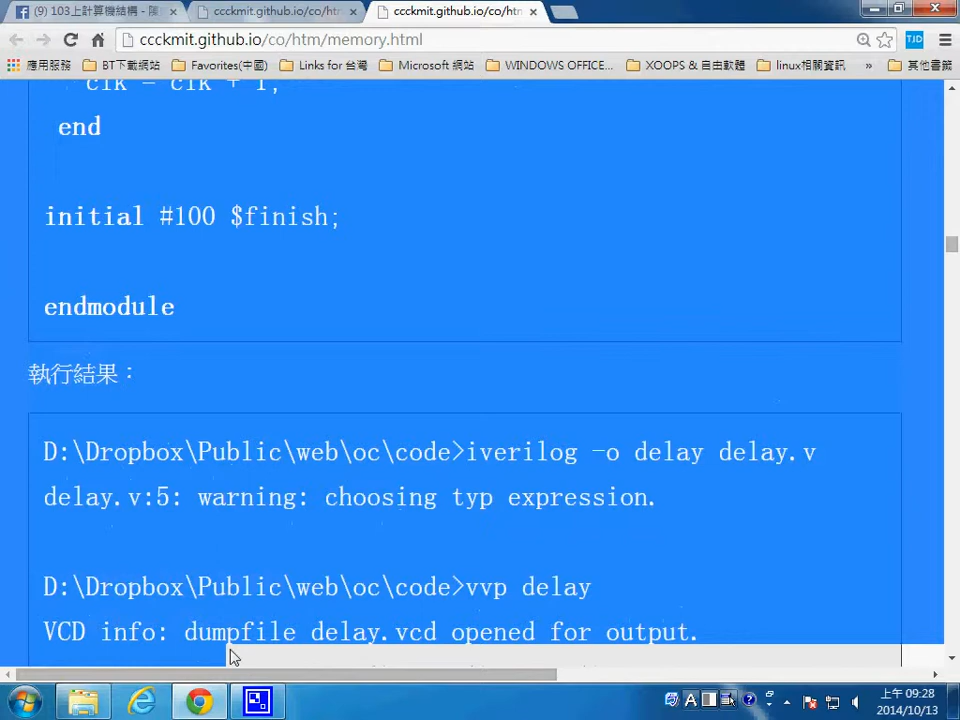 (9) 103上計算機結構 - 陳
ccckmit.github.io/co/htm
ccckmit.github.io/co/htm
ccckmit.github.io/co/htm/memory.html
TJD
應用服務 BT下載網站 Favorites(中國) Links for 台灣 Microsoft 網站 WINDOWS OFFICE... XOOPS & 自由軟體 linux相關資訊 » 其他書籤
clk = clk + 1;
end
initial #100 $finish;
endmodule
執行結果：
D:\Dropbox\Public\web\oc\code>iverilog -o delay delay.v
delay.v:5: warning: choosing typ expression.
D:\Dropbox\Public\web\oc\code>vvp delay
VCD info: dumpfile delay.vcd opened for output.
A
上午 09:28
2014/10/13